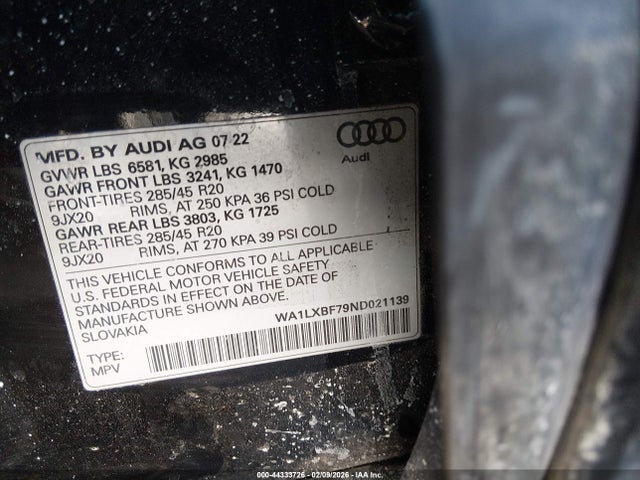 MFD. BY AUDI AG 07 22
GVWR LBS 6581, KG 2985
GAWR FRONT LBS 3241, KG 1470
FRONT-TIRES 285/45 R20
9JX20 RIMS, AT 250 KPA 36 PSI COLD
GAWR REAR LBS 3803, KG 1725
REAR-TIRES 285/45 R20
9JX20 RIMS, AT 270 KPA 39 PSI COLD
Audi
THIS VEHICLE CONFORMS TO ALL APPLICABLE
U.S. FEDERAL MOTOR VEHICLE SAFETY
STANDARDS IN EFFECT ON THE DATE OF
MANUFACTURE SHOWN ABOVE.
SLOVAKIA
WA1LXBF79ND021139
TYPE:
MPV
000-44333726 - 02/09/2026 - IAA Inc.